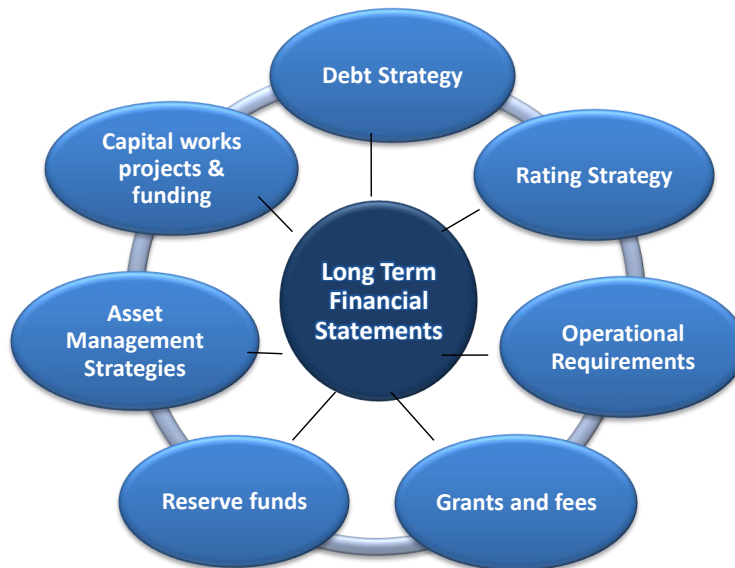 Debt Strategy
Capital works
projects &
funding
Rating Strategy
Long Term
Financial
Statements
Asset
Management
Strategies
Operational
Requirements
Reserve funds
Grants and fees